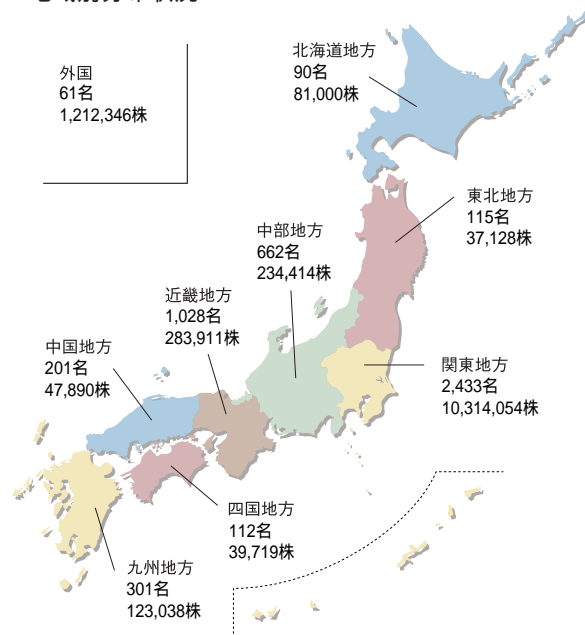 外国
61名
1,212,346株
北海道地方
90名
81,000株
東北地方
115名
37,128株
中部地方
662名
234,414株
近畿地方
1,028名
283,911株
中国地方
201名
47,890株
関東地方
2,433名
10,314,054株
四国地方
112名
39,719株
九州地方
301名
123,038株